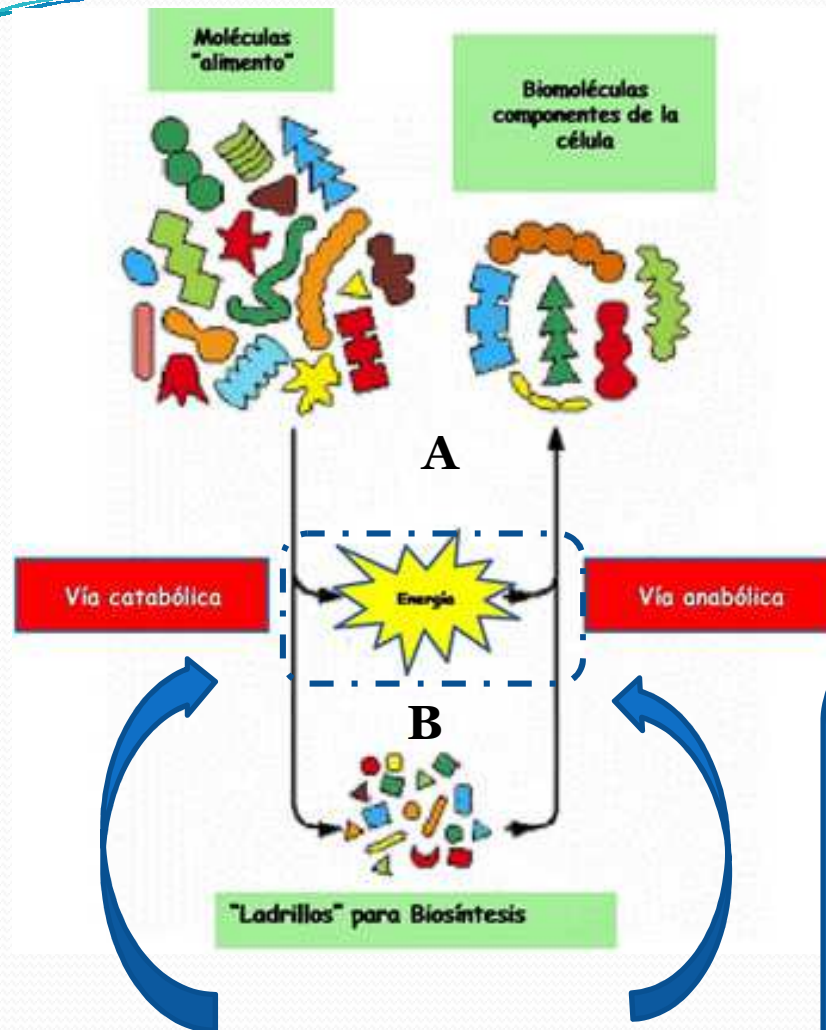 Moléculas
"alimento"
Biomoléculas
componentes de la
célula
A
Vía catabólica
Energía
Vía anabólica
B
"Ladrillos" para Biosíntesis